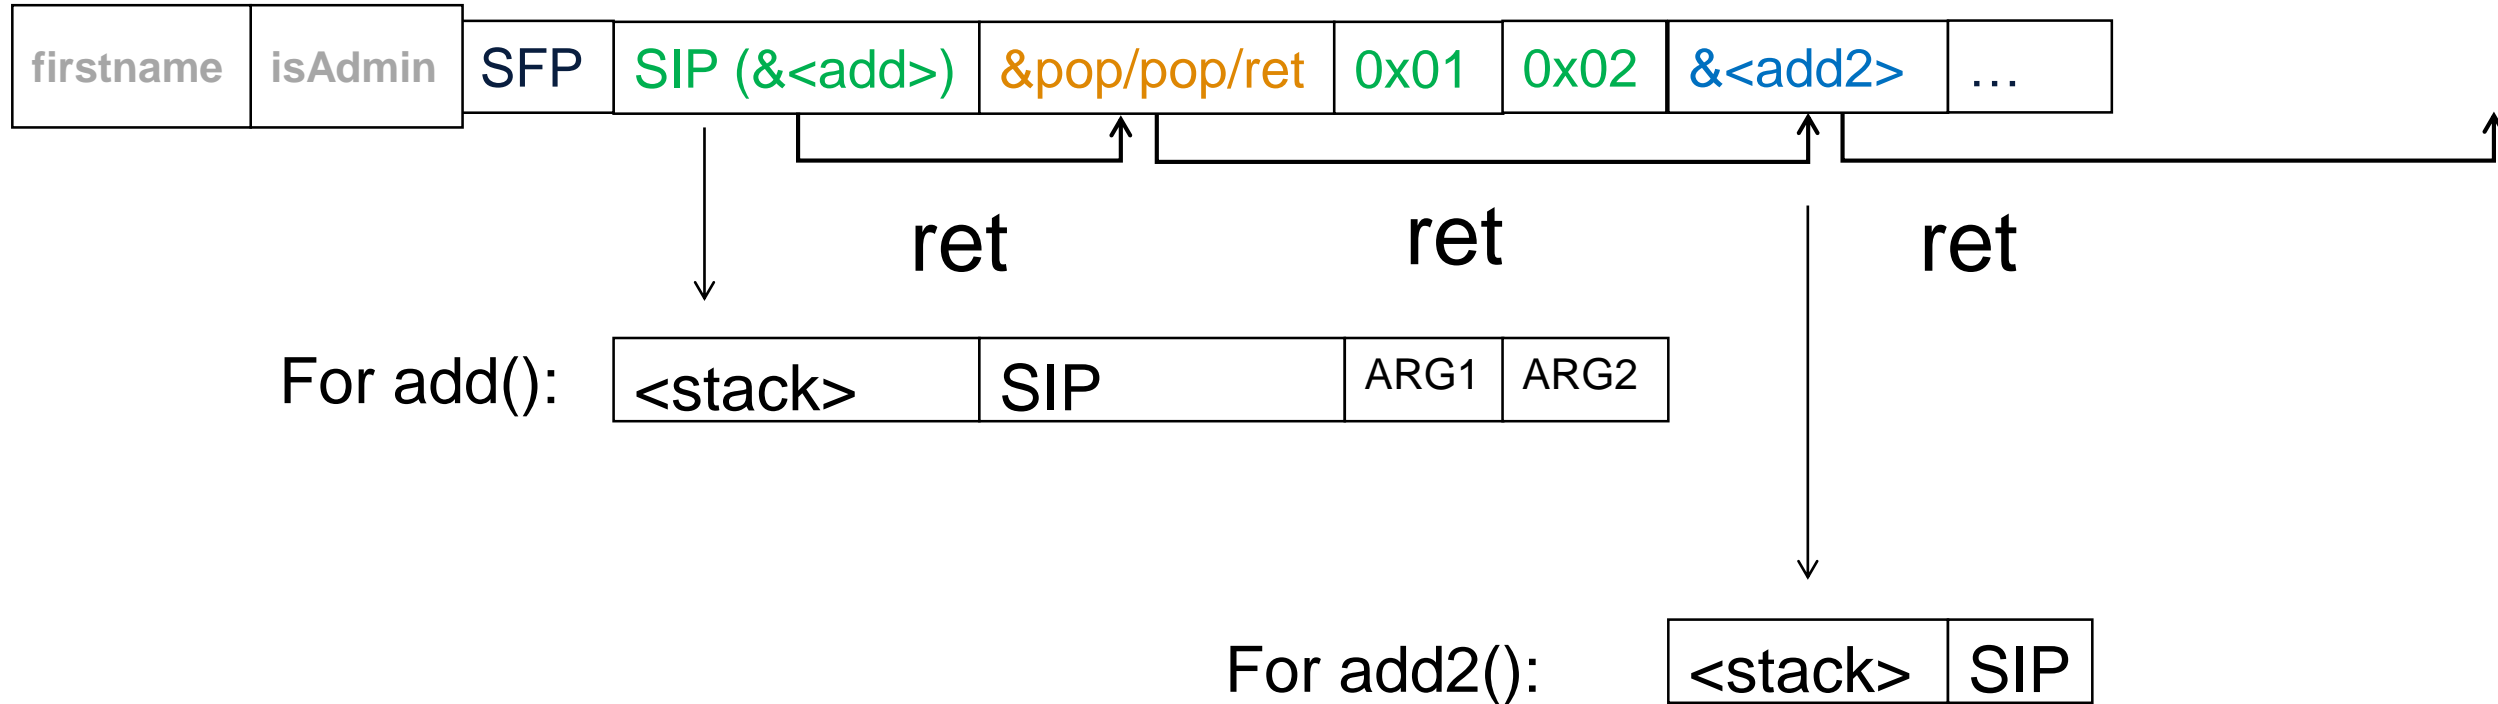 firstname isAdmin SFP SIP (&<add>) &pop/pop/ret 0x01 0x02 &<add2> ...
ret ret ret
For add(): <stack> SIP ARG1 ARG2
For add2(): <stack> SIP